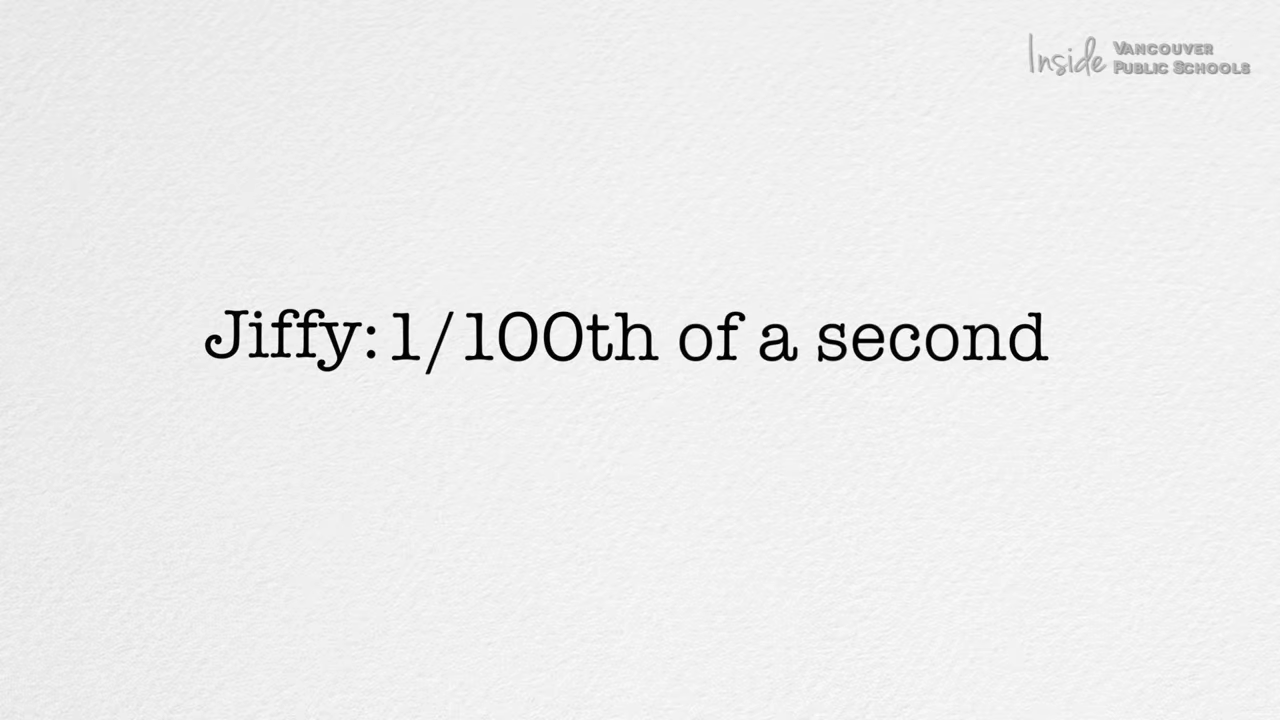 Inside Vancouver
Public Schools
Jiffy: 1/100th of a second